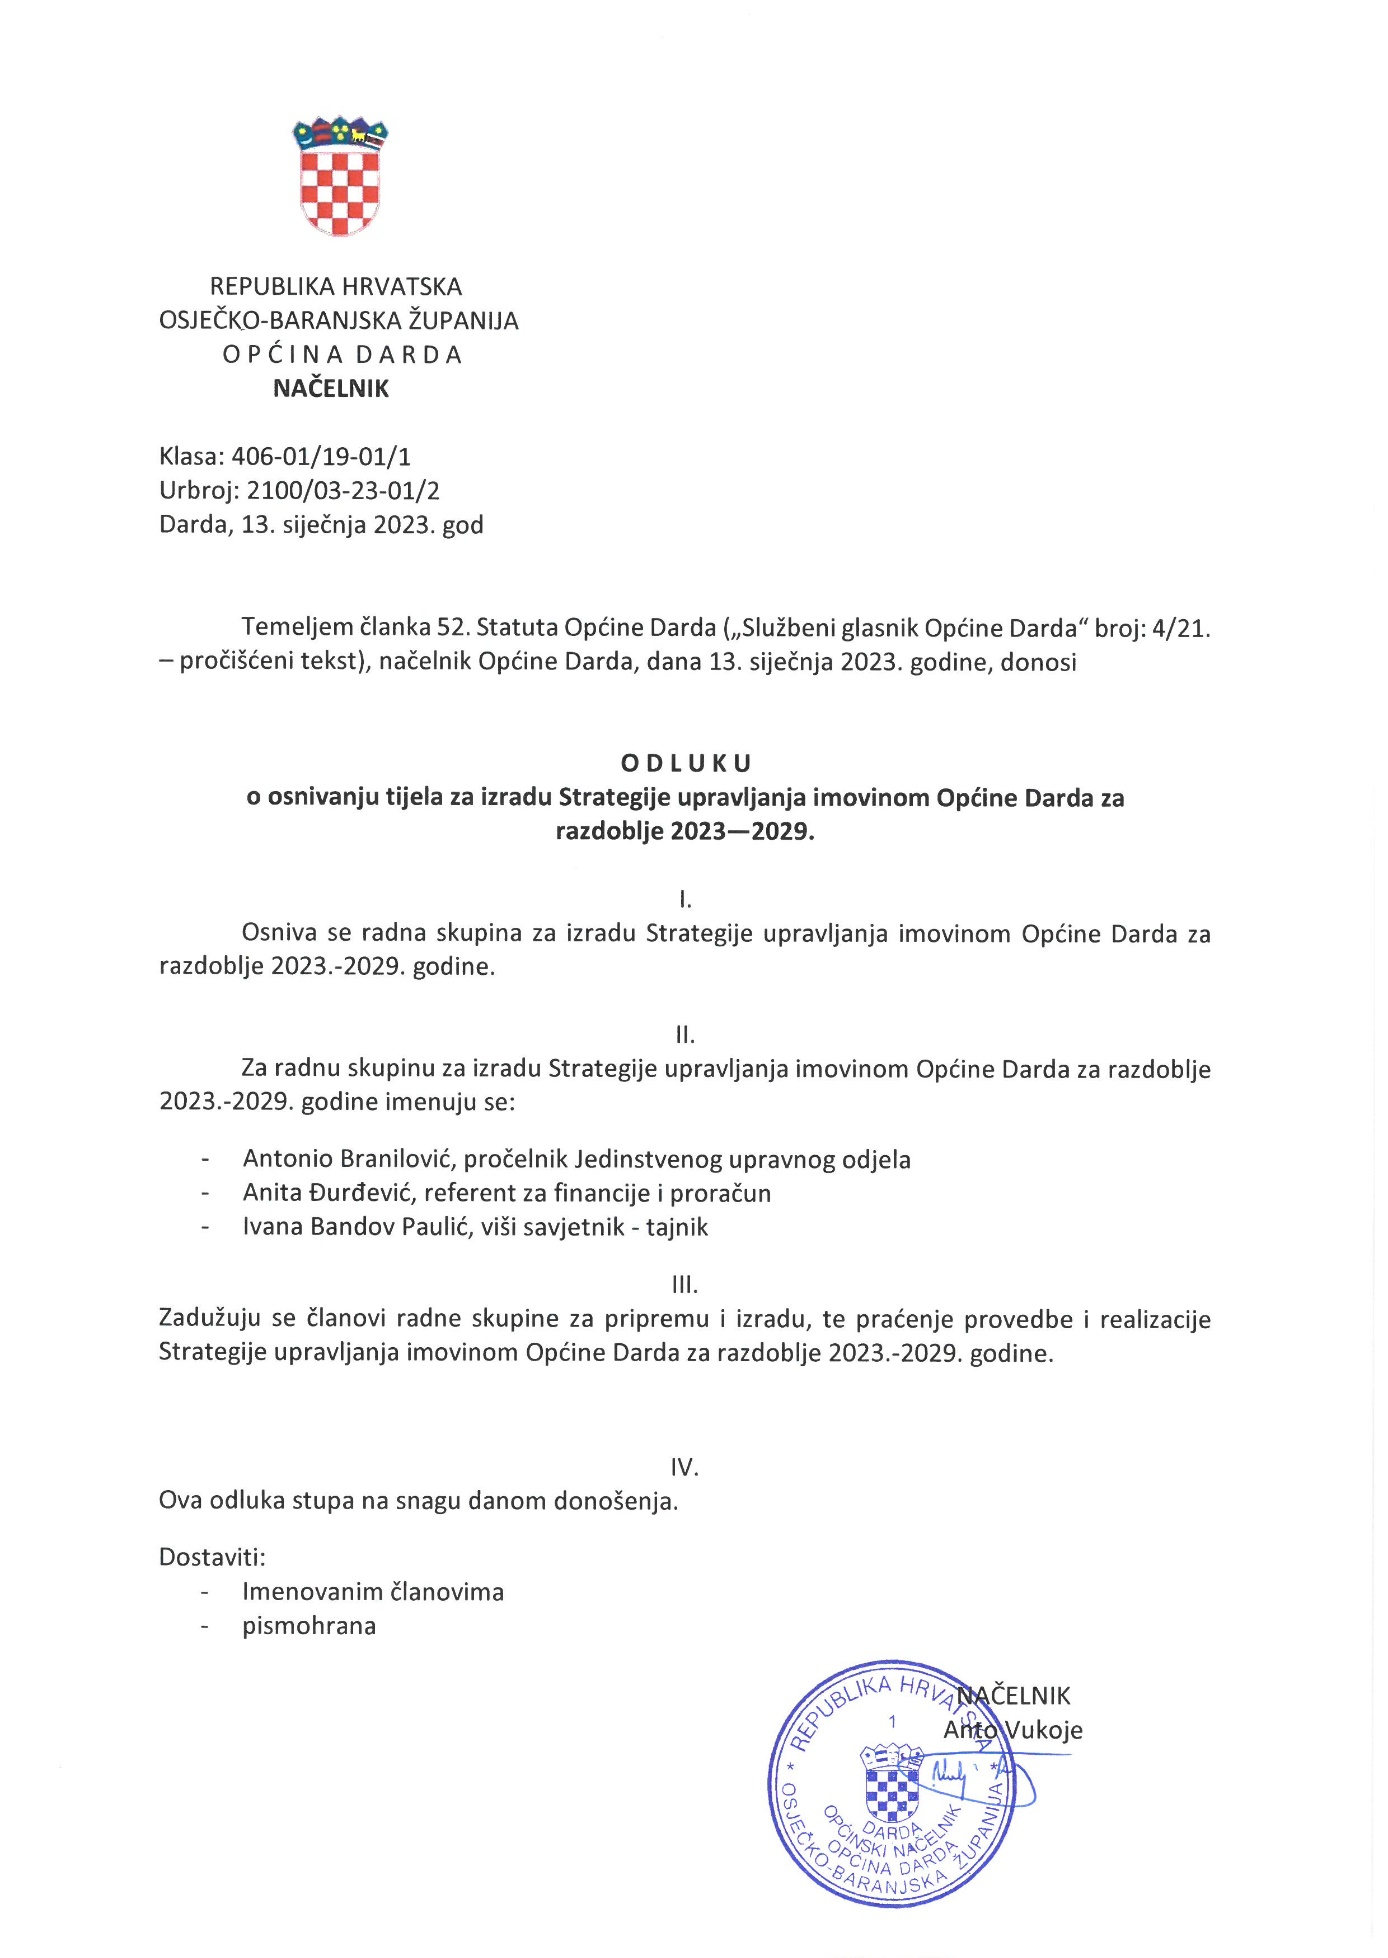 REPUBLIKA HRVATSKA
OSJEČKO-BARANJSKA ŽUPANIJA
O P Ć I N A  D A R D A
NAČELNIK
Klasa: 406-01/19-01/1
Urbroj: 2100/03-23-01/2
Darda, 13. siječnja 2023. god
Temeljem članka 52. Statuta Općine Darda („Službeni glasnik Općine Darda“ broj: 4/21.
– pročišćeni tekst), načelnik Općine Darda, dana 13. siječnja 2023. godine, donosi
O D L U K U
o osnivanju tijela za izradu Strategije upravljanja imovinom Općine Darda za
razdoblje 2023—2029.
I.
Osniva se radna skupina za izradu Strategije upravljanja imovinom Općine Darda za
razdoblje 2023.-2029. godine.
II.
Za radnu skupinu za izradu Strategije upravljanja imovinom Općine Darda za razdoblje
2023.-2029. godine imenuju se:
- Antonio Branilović, pročelnik Jedinstvenog upravnog odjela
- Anita Đurđević, referent za financije i proračun
- Ivana Bandov Paulić, viši savjetnik - tajnik
III.
Zadužuju se članovi radne skupine za pripremu i izradu, te praćenje provedbe i realizacije
Strategije upravljanja imovinom Općine Darda za razdoblje 2023.-2029. godine.
IV.
Ova odluka stupa na snagu danom donošenja.
Dostaviti:
- Imenovanim članovima
- pismohrana
NAČELNIK
Anto Vukoje
* REPUBLIKA HRVATSKA *
1
DARDA
OPĆINSKI NAČELNIK
OPĆINA DARDA
OSJEČKO-BARANJSKA ŽUPANIJA